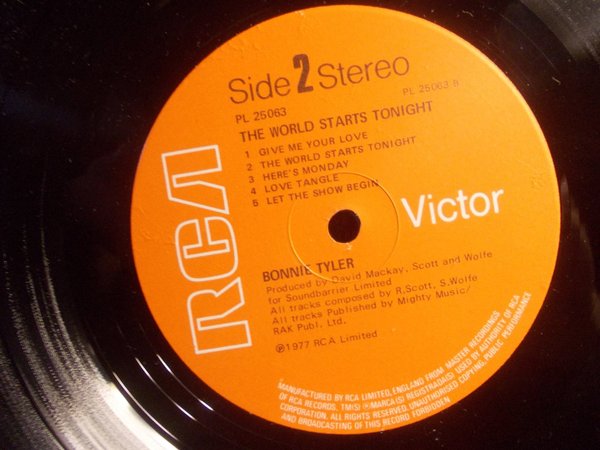 Side 2 Stereo
PL 25063
PL 25063 B
THE WORLD STARTS TONIGHT
1 GIVE ME YOUR LOVE
2 THE WORLD STARTS TONIGHT
3 HERE'S MONDAY
4 LOVE TANGLE
5 LET THE SHOW BEGIN
RCA
Victor
BONNIE TYLER
Produced by David Mackay, Scott and Wolfe
for Soundbarrier Limited
All tracks composed by R.Scott, S.Wolfe
All tracks Published by Mighty Music/
RAK Publ. Ltd.
℗1977 RCA Limited
MANUFACTURED BY RCA LIMITED, ENGLAND FROM MASTER RECORDINGS
OF RCA RECORDS. TM(S) ® MARCA(S) REGISTRADA(S) USED BY AUTHORITY OF RCA
CORPORATION. ALL RIGHTS RESERVED, UNAUTHORISED COPYING, PUBLIC PERFORMANCE
AND BROADCASTING OF THIS RECORD FORBIDDEN